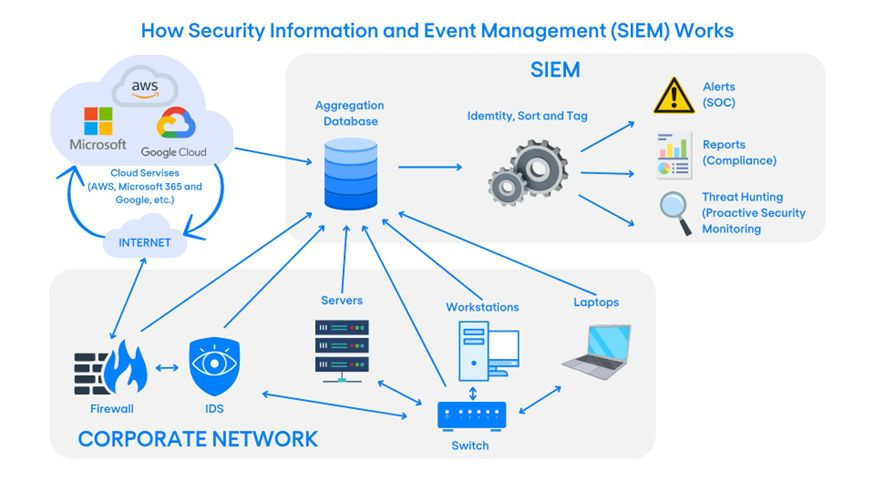 How Security Information and Event Management (SIEM) Works
aws
Microsoft
Google Cloud
Cloud Servises
(AWS, Microsoft 365 and
Google, etc.)
INTERNET
SIEM
Aggregation
Database
Idemtity, Sort and Tag
Alerts
(SOC)
Reports
(Compliance)
Threat Hunting
(Proactive Security
Monitoring
Servers
Workstations
Laptops
Firewall
IDS
Switch
CORPORATE NETWORK